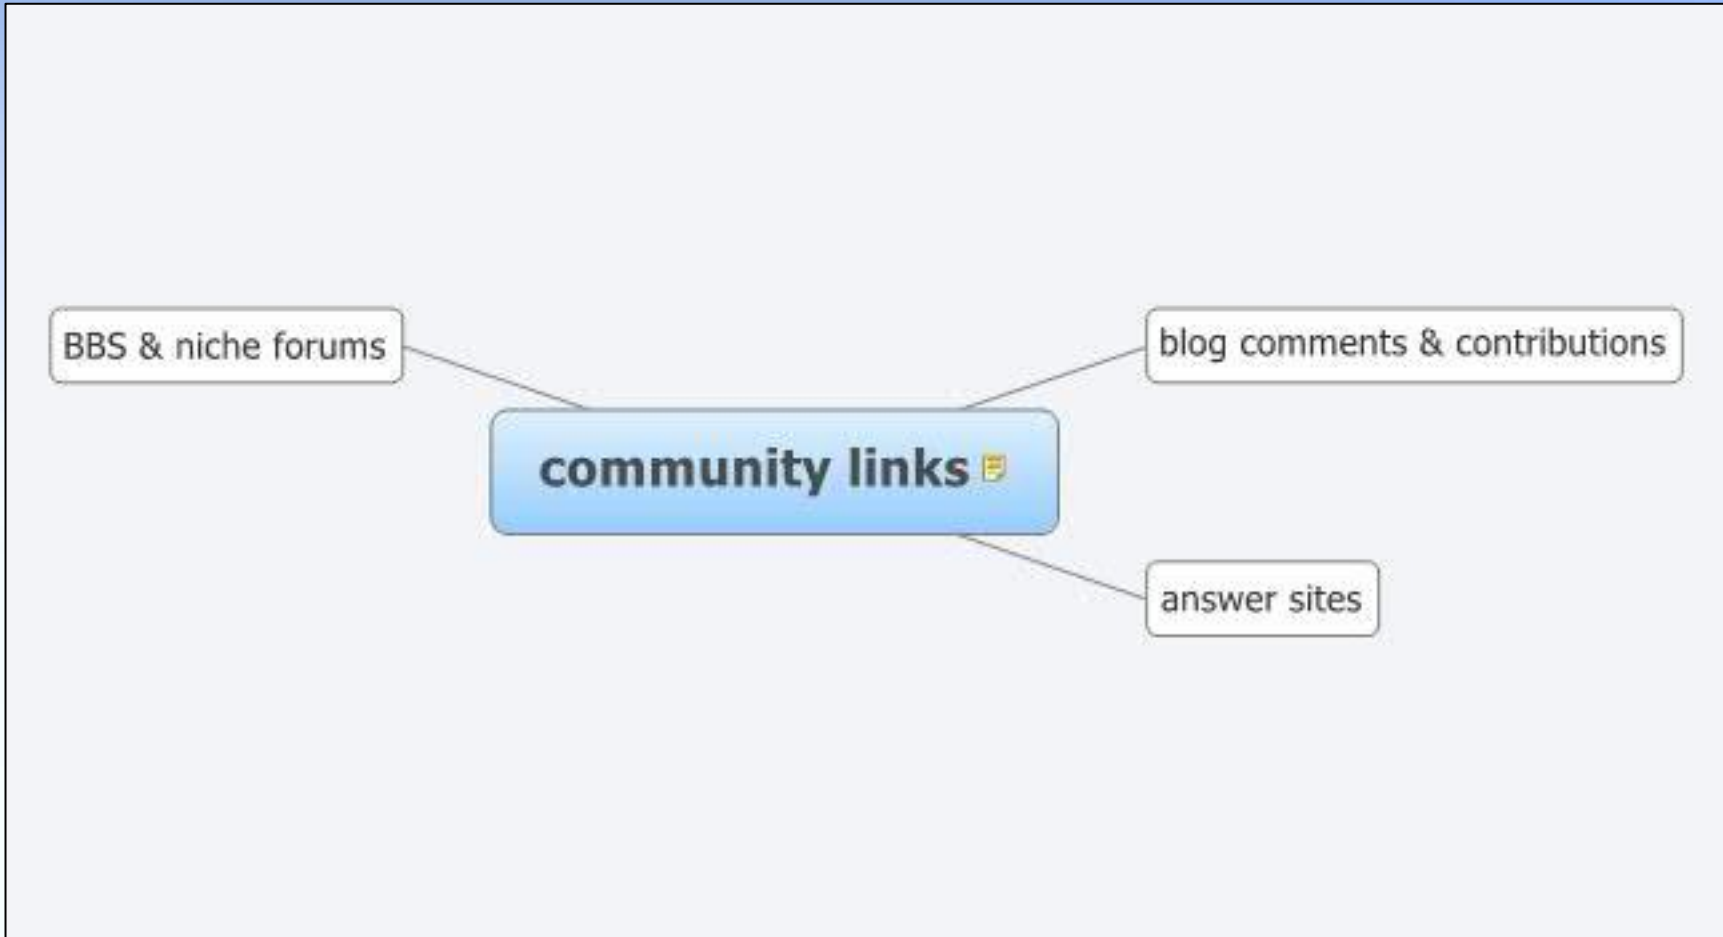 BBS & niche forums
blog comments & contributions
community links
answer sites